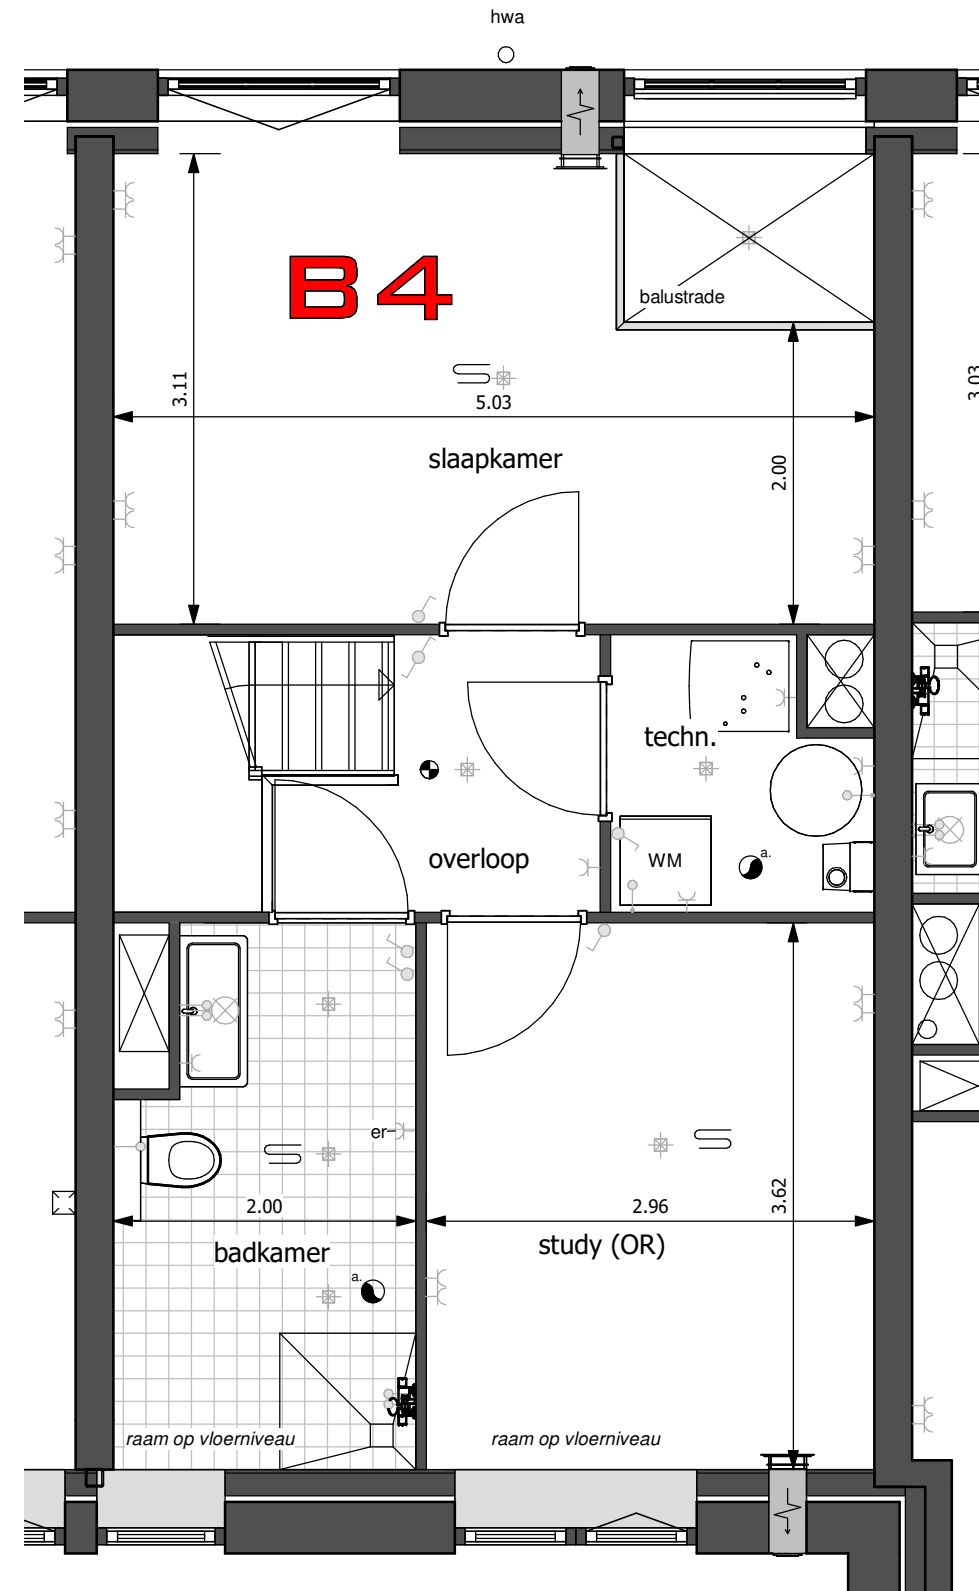 hwa
B4
balustrade
3.11
5.03
3.03
slaapkamer
2.00
techn.
overloop
WM
a.
er
2.00
2.96
3.62
badkamer
study (OR)
a.
raam op vloerniveau
raam op vloerniveau